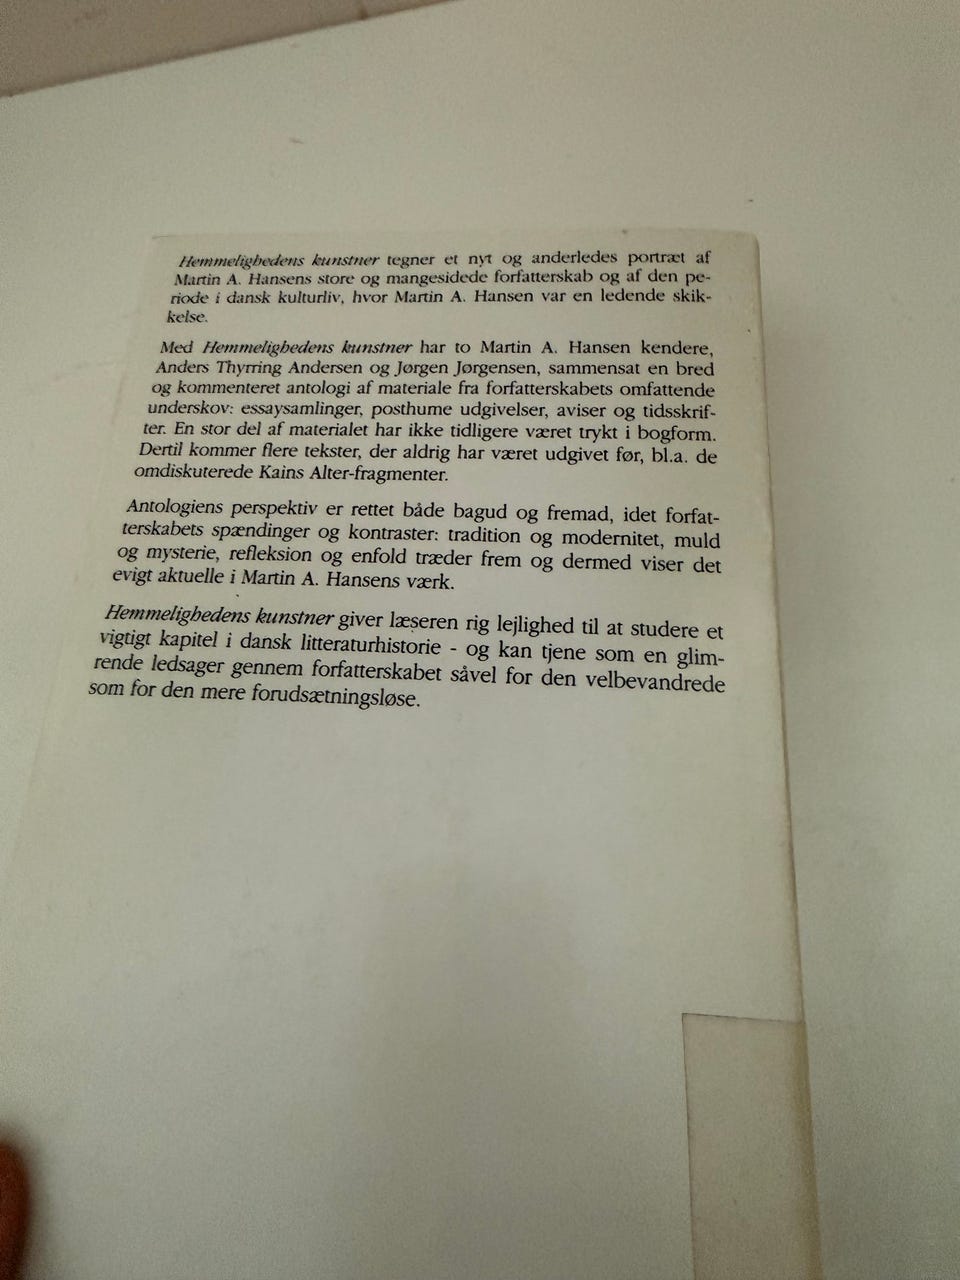 Hemmelighedens kunstner tegner et nyt og anderledes portræt af
Martin A. Hansens store og mangesidede forfatterskab og af den pe-
riode i dansk kulturliv, hvor Martin A. Hansen var en ledende skik-
kelse.
Med Hemmelighedens kunstner har to Martin A. Hansen kendere,
Anders Thyrring Andersen og Jørgen Jørgensen, sammensat en bred
og kommenteret antologi af materiale fra forfatterskabets omfattende
underskov: essaysamlinger, posthume udgivelser, aviser og tidsskrif-
ter. En stor del af materialet har ikke tidligere været trykt i bogform.
Dertil kommer flere tekster, der aldrig har været udgivet før, bl.a. de
omdiskuterede Kains Alter-fragmenter.
Antologiens perspektiv er rettet både bagud og fremad, idet forfat-
terskabets spændinger og kontraster: tradition og modernitet, muld
og mysterie, refleksion og enfold træder frem og dermed viser det
evigt aktuelle i Martin A. Hansens værk.
Hemmelighedens kunstner giver læseren rig lejlighed til at studere et
vigtigt kapitel i dansk litteraturhistorie - og kan tjene som en glim-
rende ledsager gennem forfatterskabet såvel for den velbevandrede
som for den mere forudsætningsløse.